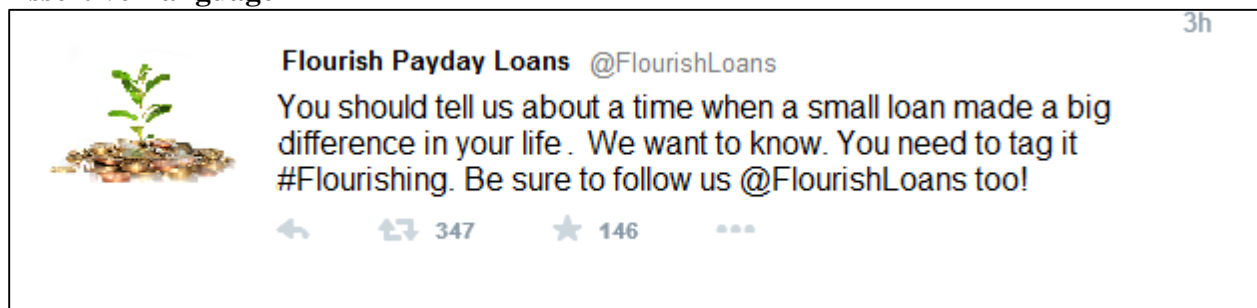 3h
Flourish Payday Loans @FlourishLoans
You should tell us about a time when a small loan made a big
difference in your life. We want to know. You need to tag it
#Flourishing. Be sure to follow us @FlourishLoans too!
347 146